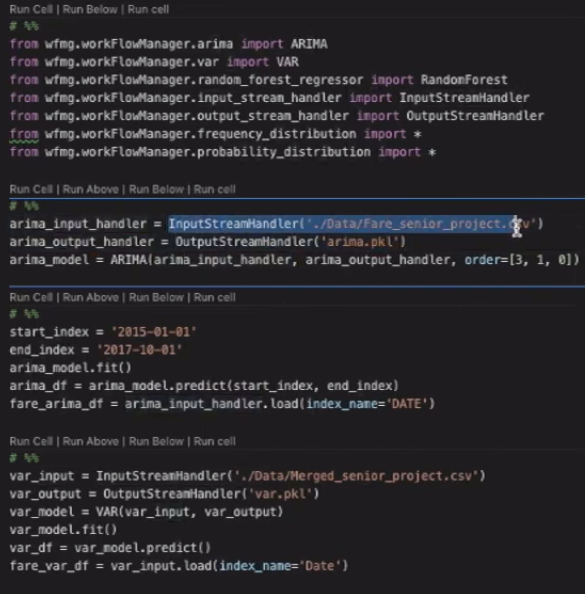 Run Cell | Run Below | Run cell
# %%
from wfmg.workFlowManager.arima import ARIMA
from wfmg.workFlowManager.var import VAR
from wfmg.workFlowManager.random_forest_regressor import RandomForest
from wfmg.workFlowManager.input_stream_handler import InputStreamHandler
from wfmg.workFlowManager.output_stream_handler import OutputStreamHandler
from wfmg.workFlowManager.frequency_distribution import *
from wfmg.workFlowManager.probability_distribution import *
Run Cell | Run Above | Run Below | Run cell
# %%
arima_input_handler = InputStreamHandler('./Data/Fare_senior_project.csv')
arima_output_handler = OutputStreamHandler('arima.pkl')
arima_model = ARIMA(arima_input_handler, arima_output_handler, order=[3, 1, 0])
Run Cell | Run Above | Run Below | Run cell
# %%
start_index = '2015-01-01'
end_index = '2017-10-01'
arima_model.fit()
arima_df = arima_model.predict(start_index, end_index)
fare_arima_df = arima_input_handler.load(index_name='DATE')
Run Cell | Run Above | Run Below | Run cell
# %%
var_input = InputStreamHandler('./Data/Merged_senior_project.csv')
var_output = OutputStreamHandler('var.pkl')
var_model = VAR(var_input, var_output)
var_model.fit()
var_df = var_model.predict()
fare_var_df = var_input.load(index_name='Date')